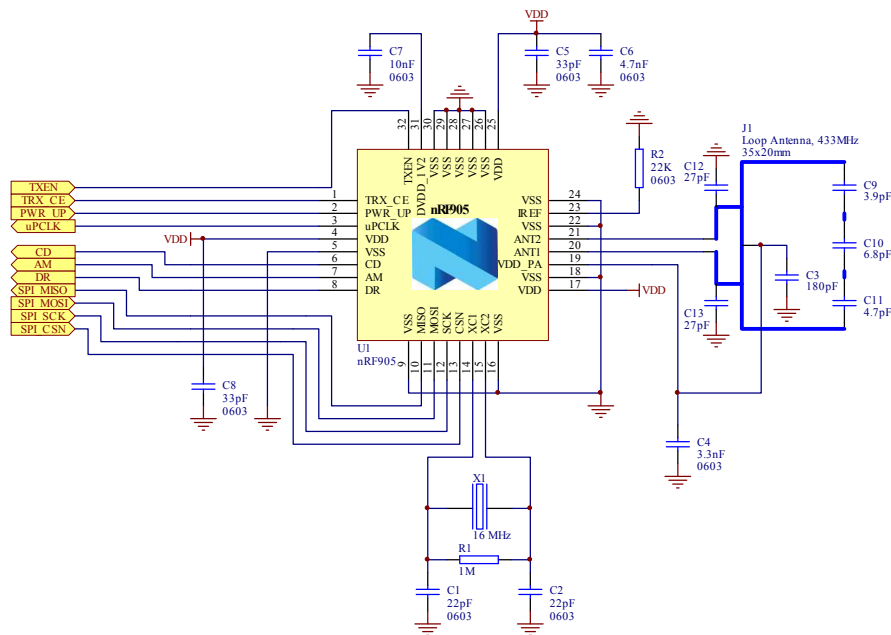 VDD
C7
10nF
0603
C5
33pF
0603
C6
4.7nF
0603
32
31
30
29
28
27
26
25
TXEN
DVDD_1V2
VSS
VSS
VSS
VSS
VSS
VDD
R2
22K
0603
J1
Loop Antenna, 433MHz
35x20mm
C12
27pF
C9
3.9pF
C10
6.8pF
C11
4.7pF
C3
180pF
C13
27pF
TXEN
TRX_CE
PWR_UP
uPCLK
CD
AM
DR
SPI_MISO
SPI_MOSI
SPI_SCK
SPI_CSN
VDD
1
2
3
4
5
6
7
8
TRX_CE
PWR_UP
uPCLK
VDD
VSS
CD
AM
DR
nRF905
VSS
IREF
VSS
ANT2
ANT1
VDD_PA
VSS
VDD
24
23
22
21
20
19
18
17
VDD
VSS
MISO
MOSI
SCK
CSN
XC1
XC2
VSS
9
10
11
12
13
14
15
16
U1
nRF905
C8
33pF
0603
C4
3.3nF
0603
X1
16 MHz
R1
1M
C1
22pF
0603
C2
22pF
0603